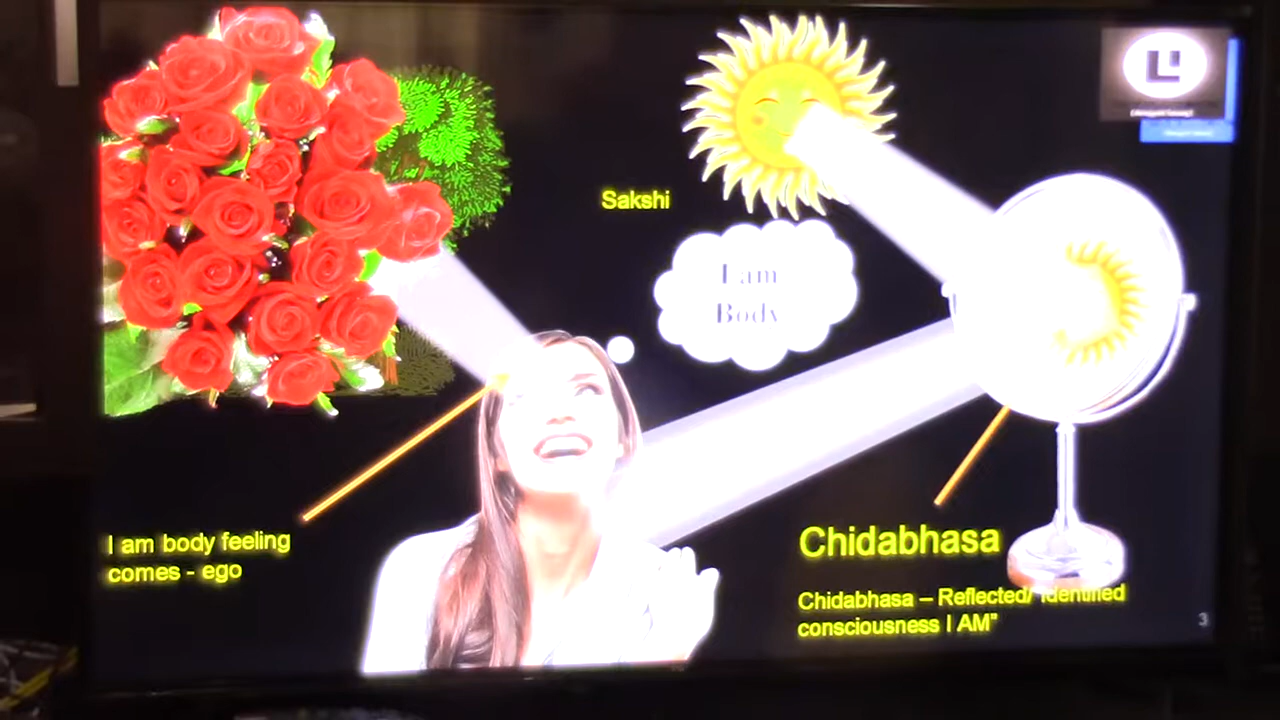 Sakshi
I am
Body
I am body feeling
comes - ego
Chidabhasa
Chidabhasa – Reflected/ Identified
consciousness I AM"
3